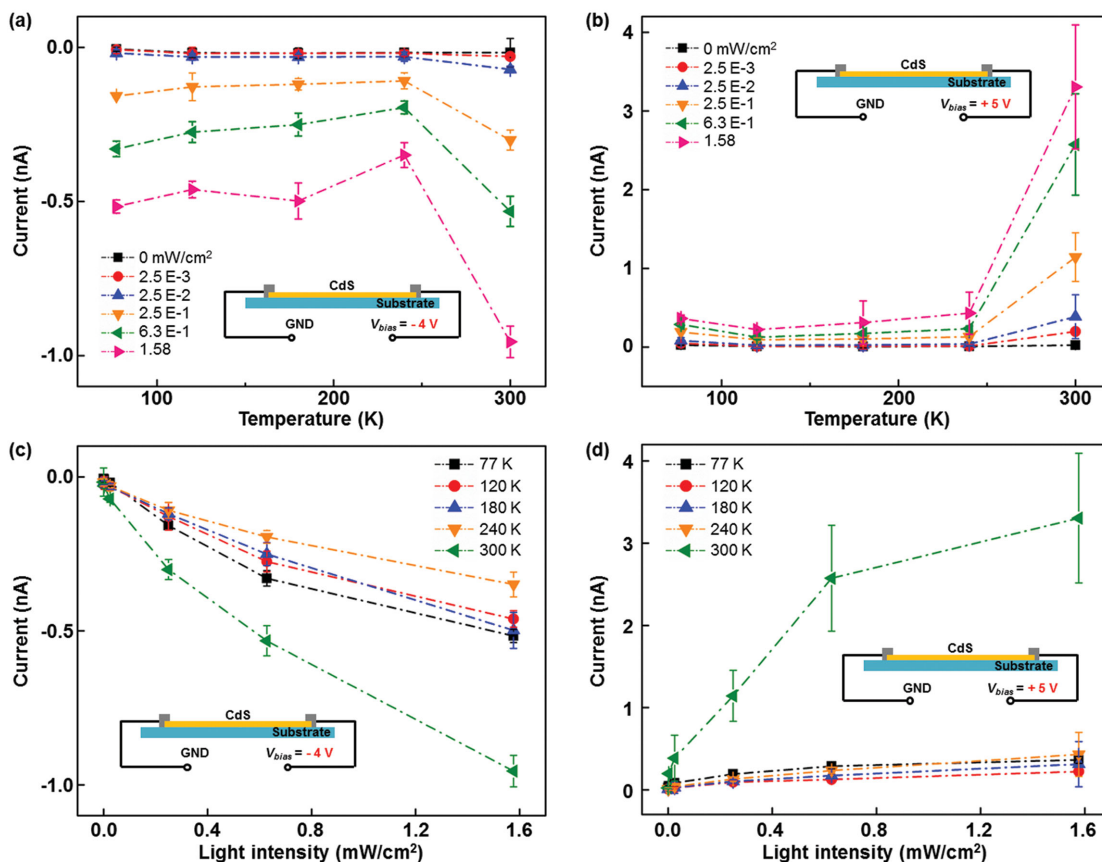 (a)
0.0
-0.5
-1.0
Current (nA)
100
200
300
Temperature (K)
0 mW/cm²
2.5 E-3
2.5 E-2
2.5 E-1
6.3 E-1
1.58
CdS
Substrate
GND
Vbias = - 4 V
(b)
4
3
2
1
0
Current (nA)
100
200
300
Temperature (K)
0 mW/cm²
2.5 E-3
2.5 E-2
2.5 E-1
6.3 E-1
1.58
CdS
Substrate
GND
Vbias = + 5 V
(c)
0.0
-0.5
-1.0
Current (nA)
0.0
0.4
0.8
1.2
1.6
Light intensity (mW/cm²)
77 K
120 K
180 K
240 K
300 K
CdS
Substrate
GND
Vbias = - 4 V
(d)
4
3
2
1
0
Current (nA)
0.0
0.4
0.8
1.2
1.6
Light intensity (mW/cm²)
77 K
120 K
180 K
240 K
300 K
CdS
Substrate
GND
Vbias = + 5 V